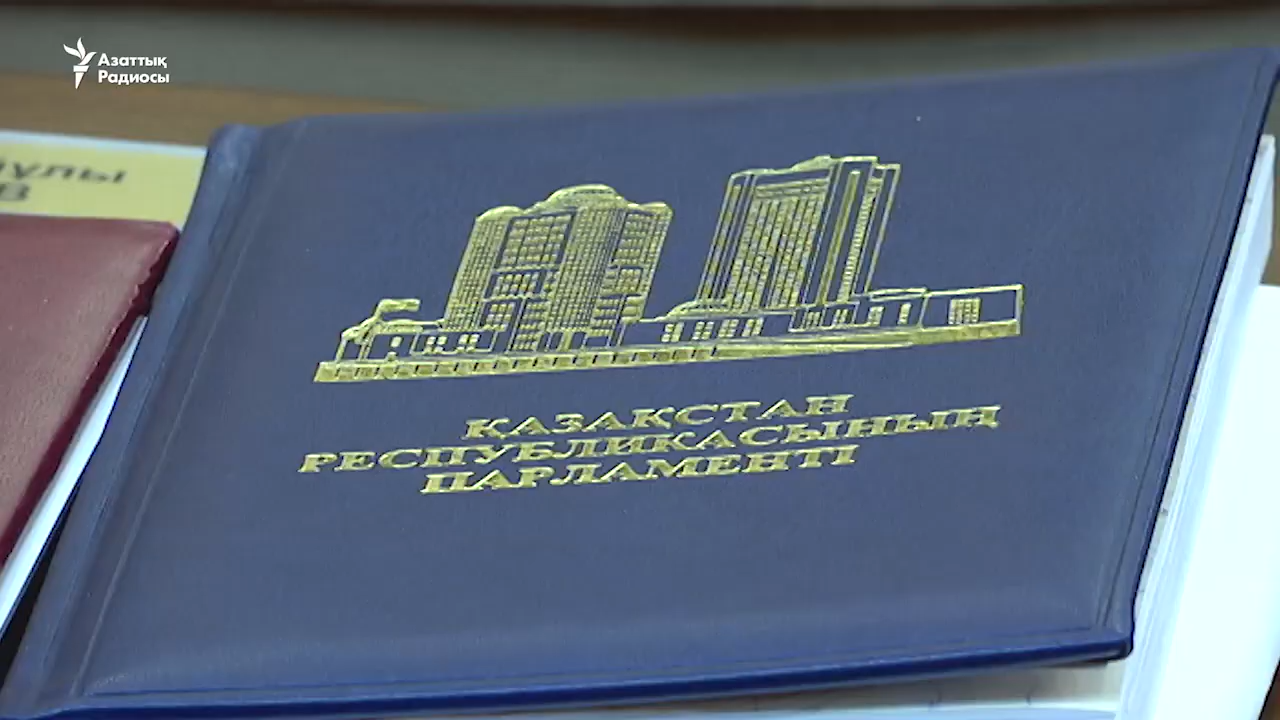 Азаттық
Радиосы
ҚАЗАҚСТАН
РЕСПУБЛИКАСЫНЫҢ
ПАРЛАМЕНТІ